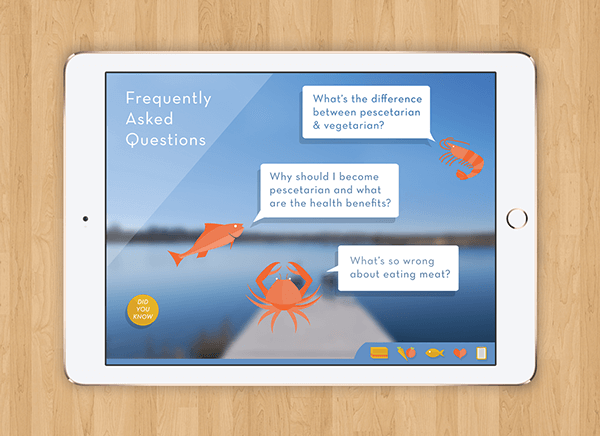 Frequently
Asked
Questions
What's the difference
between pescetarian
& vegetarian?
Why should I become
pescetarian and what
are the health benefits?
What's so wrong
about eating meat?
DID
YOU
KNOW